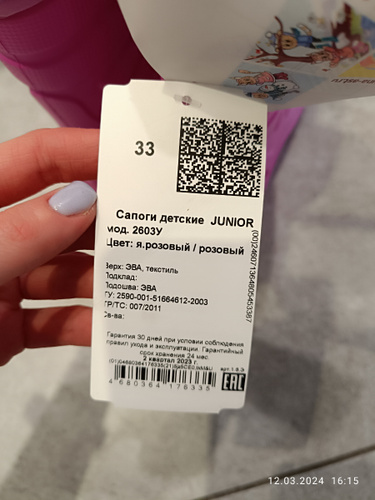 33
Сапоги детские JUNIOR
мод. 2603У
Цвет: я.розовый / розовый
Верх: ЭВА, текстиль
Подклад:
Подошва: ЭВА
ТУ: 2590-001-51664612-2003
ТР/ТС: 007/2011
Св-ва:
Гарантия 30 дней при условии соблюдения
правил ухода и эксплуатации. Гарантийный
срок хранения 24 мес.
2 квартал 2023 г.
4 680364 176335
EAC
12.03.2024 16:15